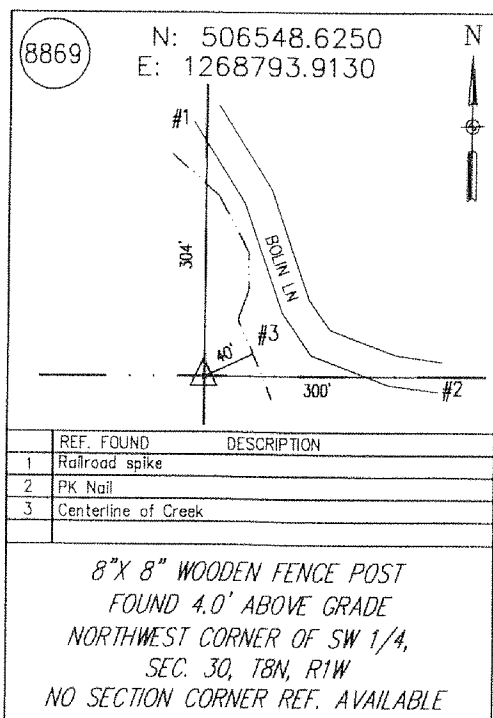 8869
N: 506548.6250
E: 1268793.9130
N
#1
304'
BOLIN LN
#3
40'
300'
#2
REF. FOUND DESCRIPTION
1 Railroad spike
2 PK Nail
3 Centerline of Creek
8"X 8" WOODEN FENCE POST
FOUND 4.0' ABOVE GRADE
NORTHWEST CORNER OF SW 1/4,
SEC. 30, T8N, R1W
NO SECTION CORNER REF. AVAILABLE